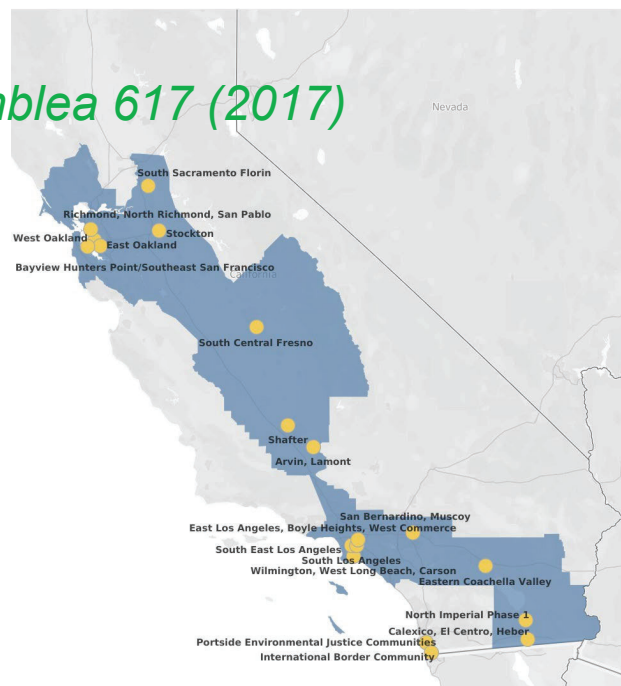 mblea 617 (2017)
Nevada
South Sacramento Florin
Richmond, North Richmond, San Pablo
Stockton
West Oakland
East Oakland
Bayview Hunters Point/Southeast San Francisco
California
South Central Fresno
Shafter
Arvin, Lamont
San Bernardino, Muscoy
East Los Angeles, Boyle Heights, West Commerce
South East Los Angeles
South Los Angeles
Wilmington, West Long Beach, Carson
Eastern Coachella Valley
North Imperial Phase 1
Calexico, El Centro, Heber
Portside Environmental Justice Communities
International Border Community